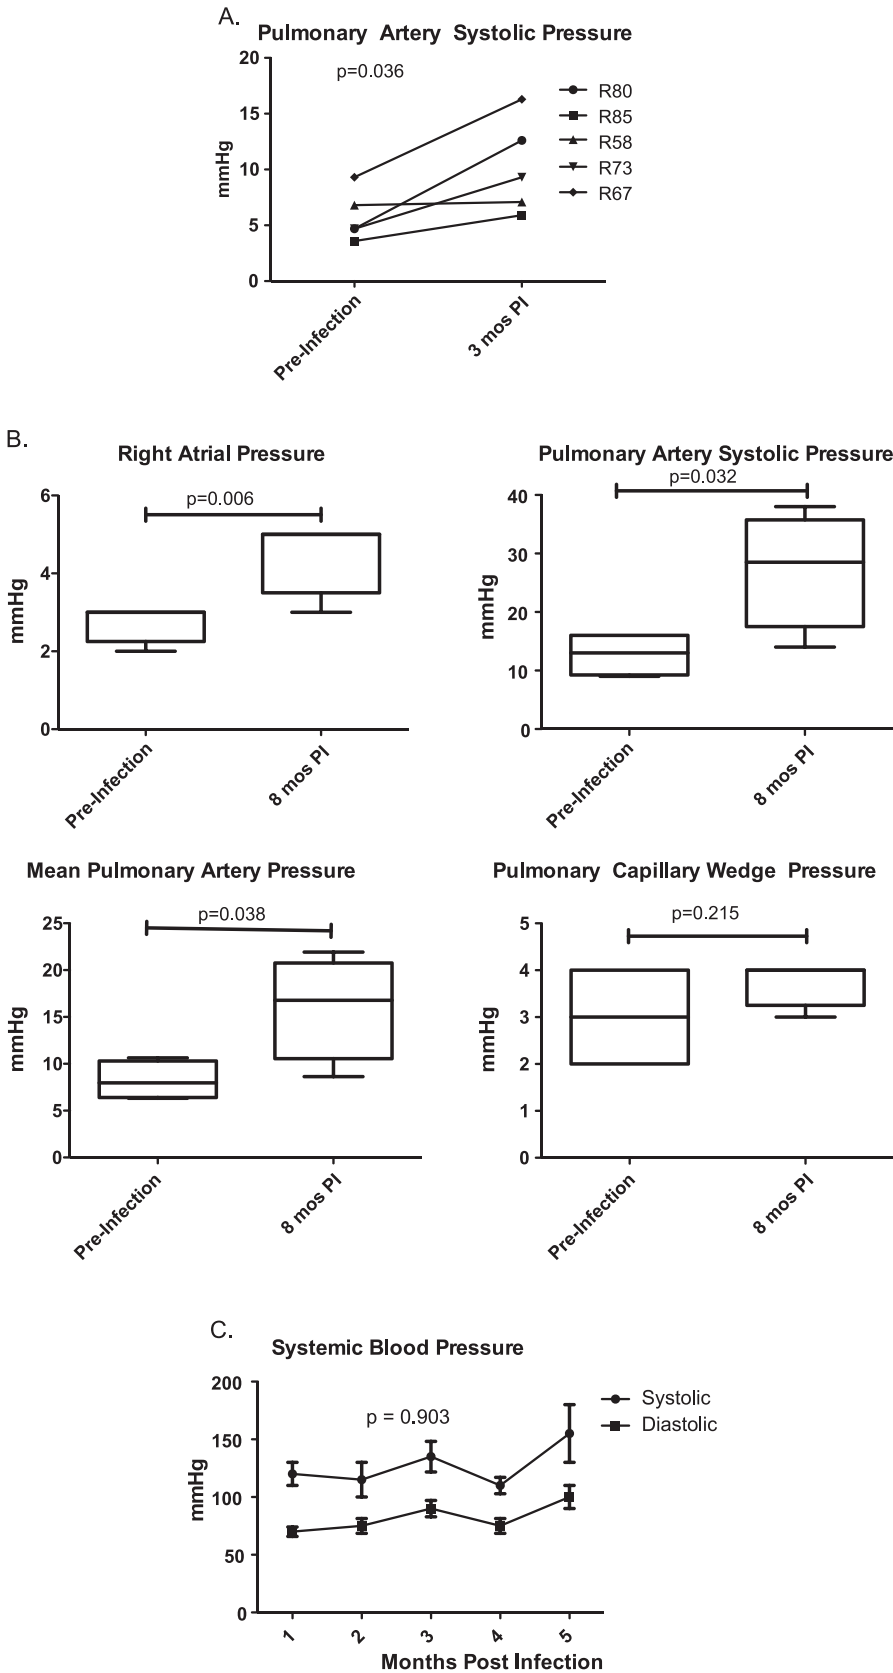 A.
Pulmonary Artery Systolic Pressure
20
15
10
5
0
mmHg
p=0.036
R80
R85
R58
R73
R67
Pre-Infection
3 mos PI
B.
Right Atrial Pressure
6
4
2
0
mmHg
p=0.006
Pre-Infection
8 mos PI
Pulmonary Artery Systolic Pressure
40
30
20
10
0
mmHg
p=0.032
Pre-Infection
8 mos PI
Mean Pulmonary Artery Pressure
25
20
15
10
5
0
mmHg
p=0.038
Pre-Infection
8 mos PI
Pulmonary Capillary Wedge Pressure
5
4
3
2
1
0
mmHg
p=0.215
Pre-Infection
8 mos PI
C.
Systemic Blood Pressure
200
150
100
50
0
mmHg
p = 0.903
Systolic
Diastolic
1 2 3 4 5
Months Post Infection